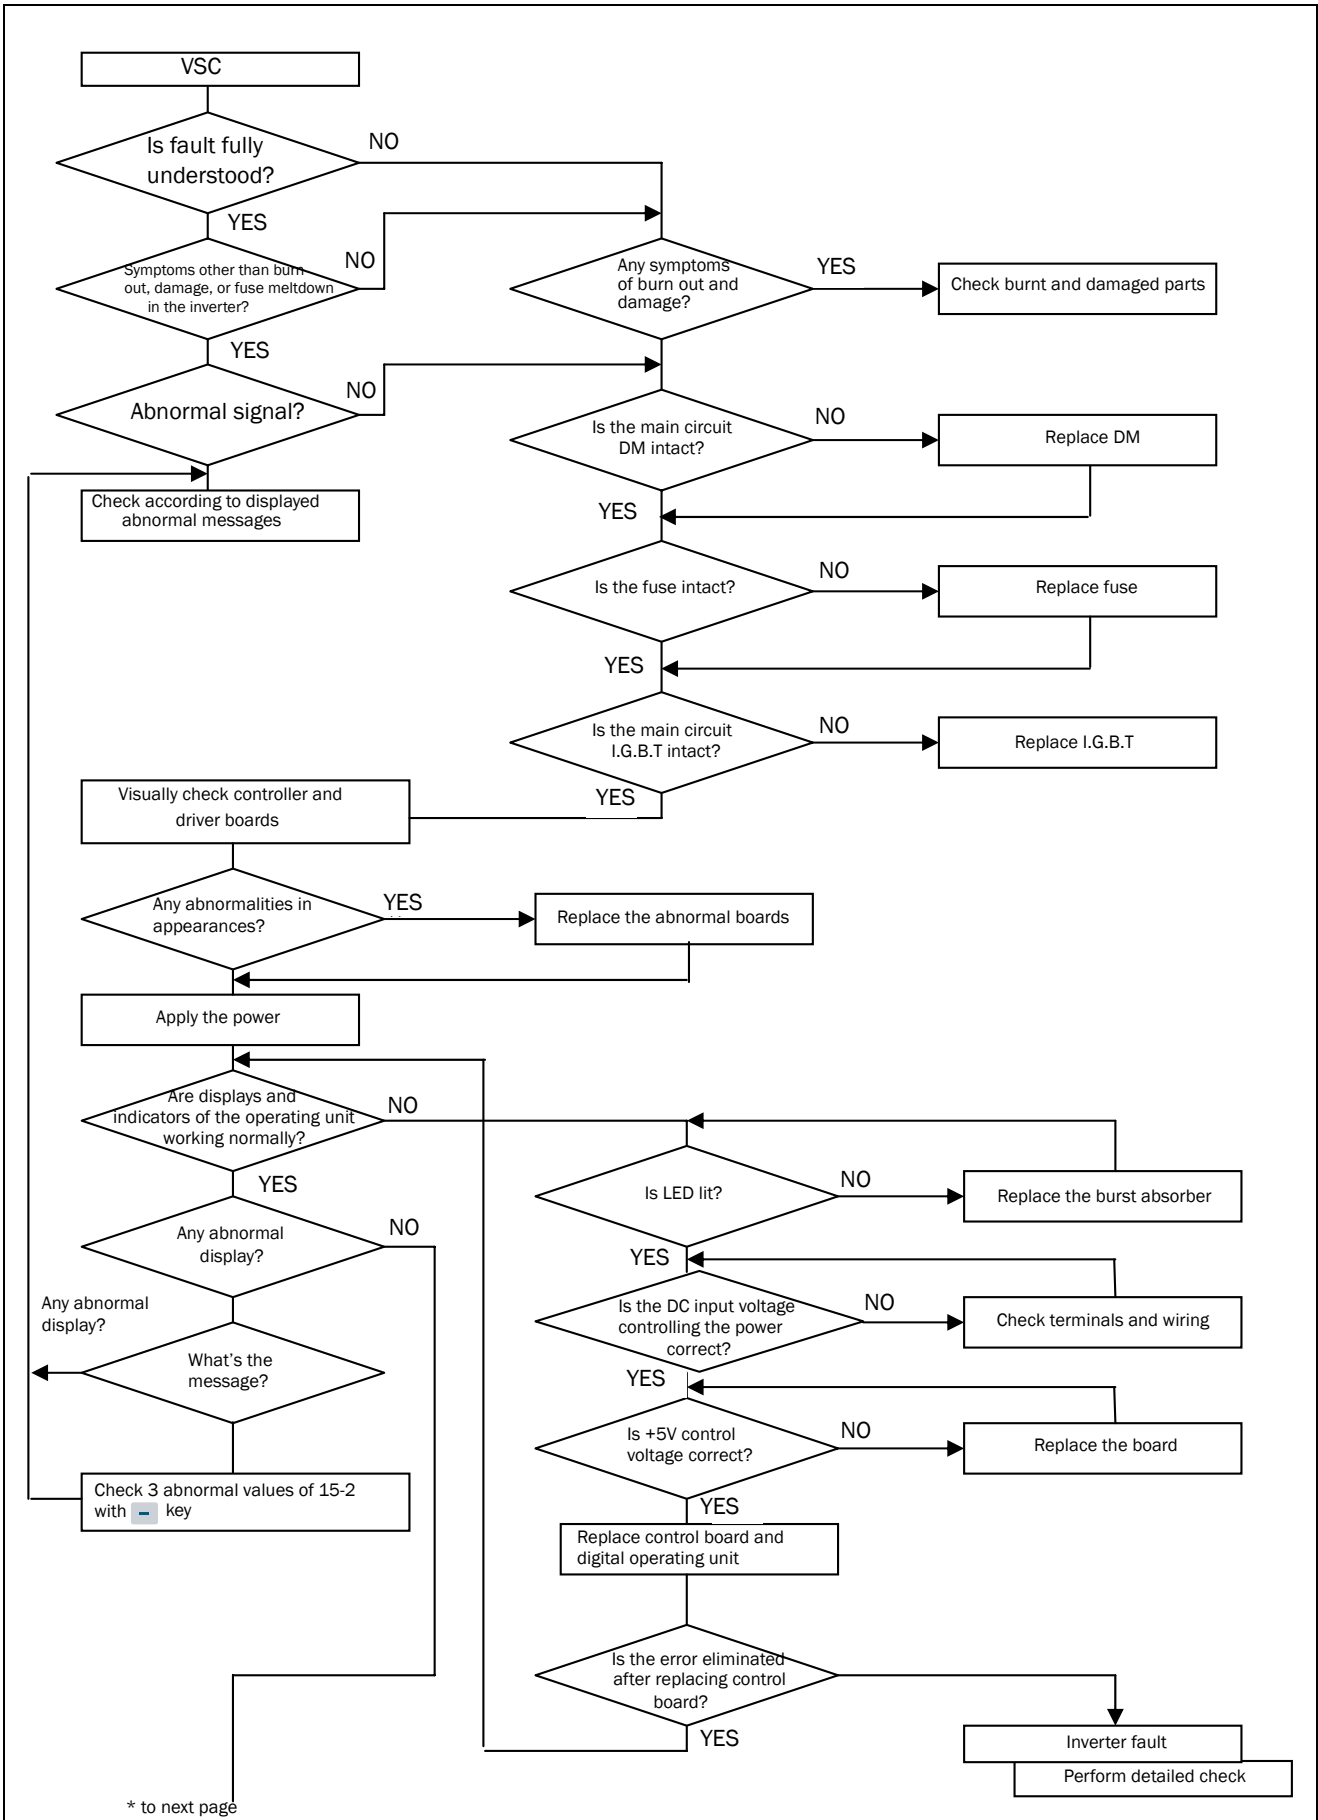 VSC
Is fault fully
understood?
NO
YES
Symptoms other than burn
out, damage, or fuse meltdown
in the inverter?
NO
YES
Any symptoms
of burn out and
damage?
YES
Check burnt and damaged parts
Abnormal signal?
NO
Check according to displayed
abnormal messages
Is the main circuit
DM intact?
NO
Replace DM
YES
Is the fuse intact?
NO
Replace fuse
YES
Is the main circuit
I.G.B.T intact?
NO
Replace I.G.B.T
YES
Visually check controller and
driver boards
Any abnormalities in
appearances?
YES
Replace the abnormal boards
Apply the power
Are displays and
indicators of the operating unit
working normally?
NO
YES
Is LED lit?
NO
Replace the burst absorber
YES
Any abnormal
display?
NO
Any abnormal
display?
What's the
message?
Is the DC input voltage
controlling the power
correct?
NO
Check terminals and wiring
YES
Is +5V control
voltage correct?
NO
Replace the board
YES
Check 3 abnormal values of 15-2
with – key
Replace control board and
digital operating unit
Is the error eliminated
after replacing control
board?
YES
Inverter fault
Perform detailed check
* to next page